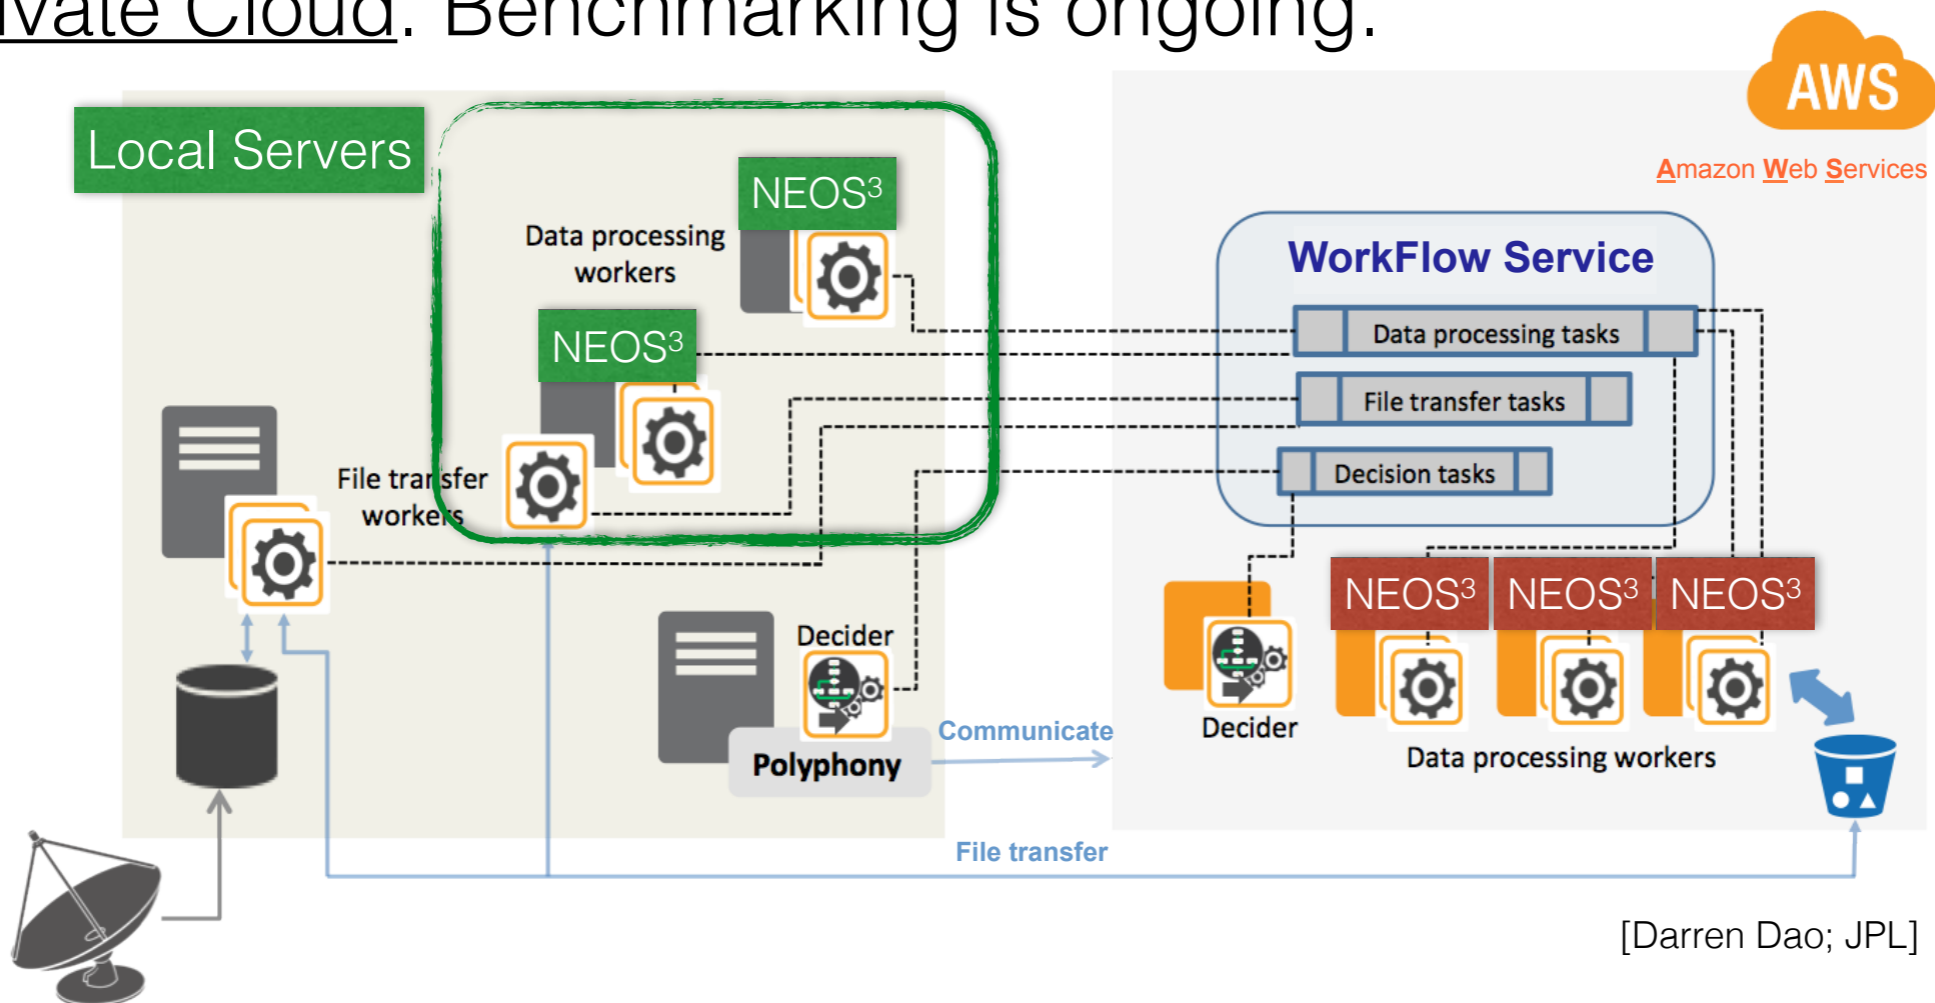 Cloud. Benchmarking is ongoing.
AWS
Amazon Web Services
Local Servers
NEOS³
Data processing
workers
NEOS³
File transfer
workers
WorkFlow Service
Data processing tasks
File transfer tasks
Decision tasks
NEOS³ NEOS³ NEOS³
Decider
Polyphony
Communicate
Decider
Data processing workers
File transfer
[Darren Dao; JPL]